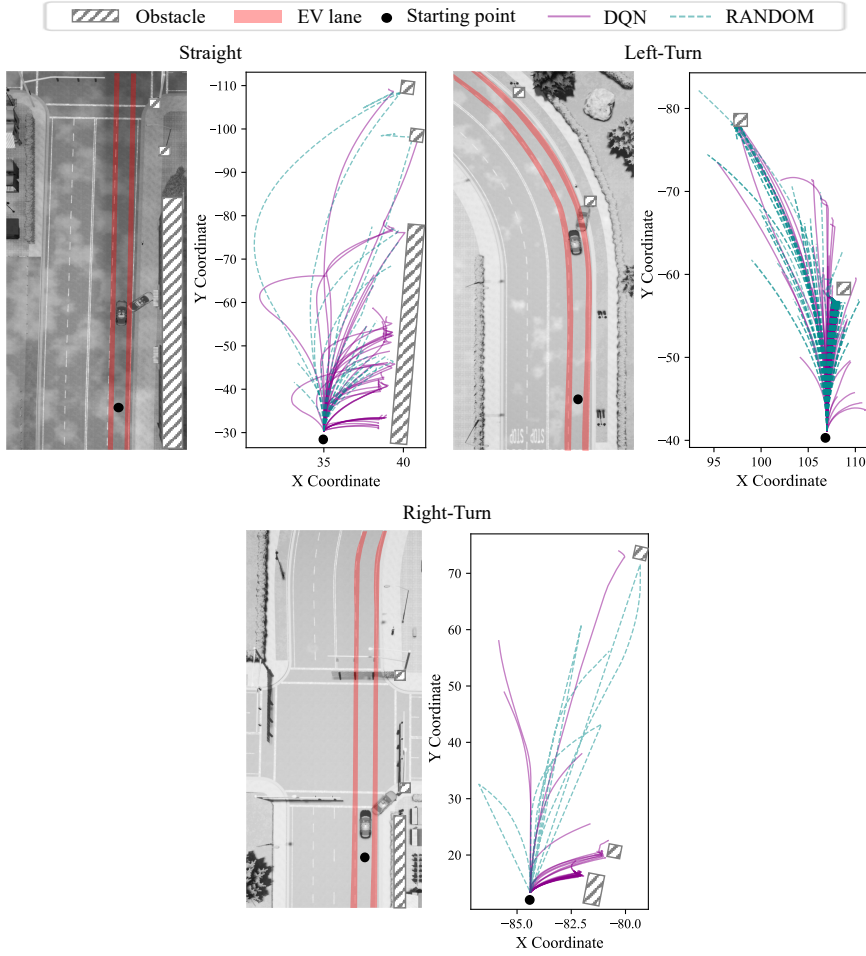 Obstacle EV lane Starting point DQN RANDOM
Straight
Left-Turn
−110
−100
−90
−80
−70
−60
−50
−40
−30
Y Coordinate
35 40
X Coordinate
STOP STOP
−80
−70
−60
−50
−40
Y Coordinate
95 100 105 110
X Coordinate
Right-Turn
70
60
50
40
30
20
Y Coordinate
−85.0 −82.5 −80.0
X Coordinate